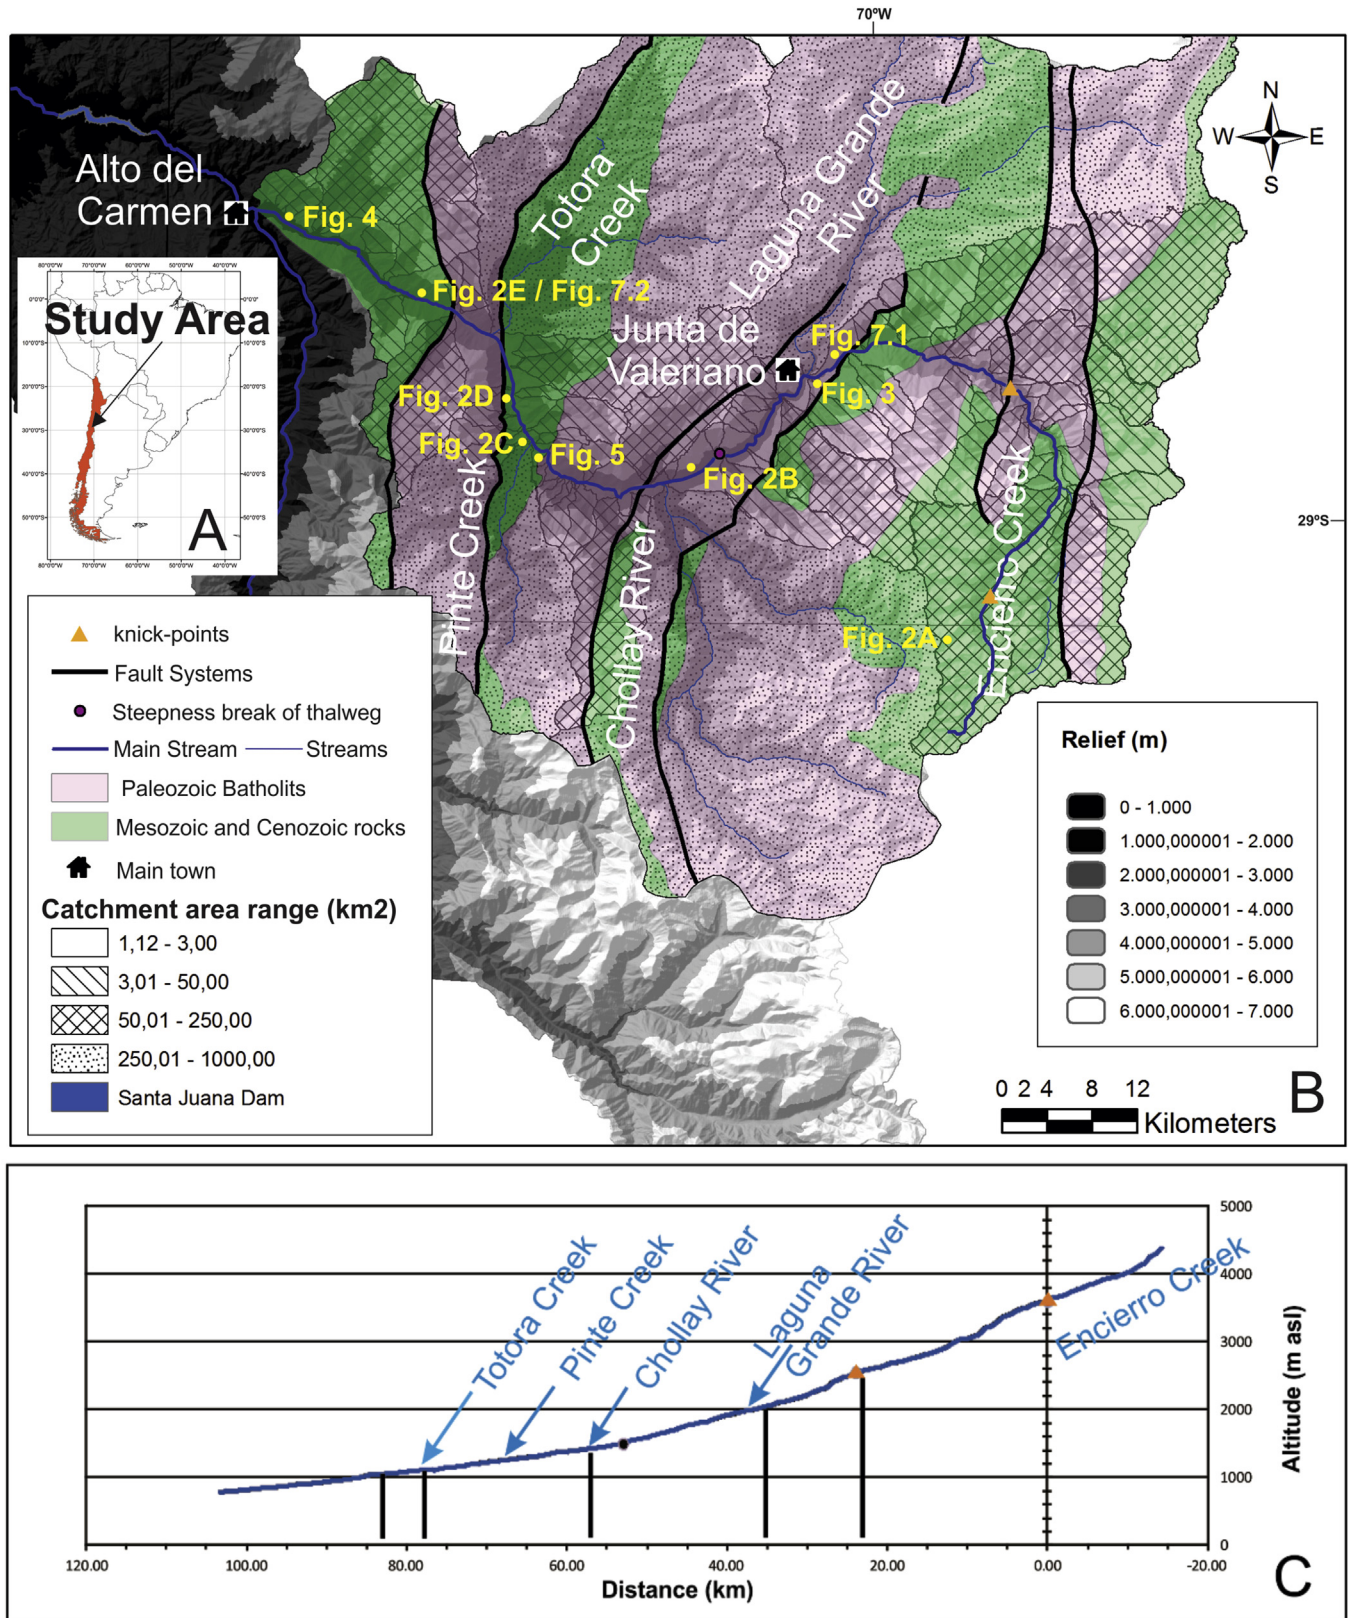 70ºW
N
W E
S
Alto del
Carmen
Fig. 4
Totora
Creek
Laguna Grande
River
Fig. 2E / Fig. 7.2
Study Area
A
Junta de
Valeriano
Fig. 7.1
Fig. 3
Fig. 2D
Fig. 2C
Fig. 5
Fig. 2B
29ºS
Pinte Creek
Chollay River
Encierro Creek
Fig. 2A
knick-points
Fault Systems
Steepness break of thalweg
Main Stream Streams
Paleozoic Batholits
Mesozoic and Cenozoic rocks
Main town
Catchment area range (km2)
1,12 - 3,00
3,01 - 50,00
50,01 - 250,00
250,01 - 1000,00
Santa Juana Dam
Relief (m)
0 - 1.000
1.000,000001 - 2.000
2.000,000001 - 3.000
3.000,000001 - 4.000
4.000,000001 - 5.000
5.000,000001 - 6.000
6.000,000001 - 7.000
0 2 4 8 12
Kilometers
B
Totora Creek
Pinte Creek
Chollay River
Laguna
Grande River
Encierro Creek
5000
4000
3000
2000
1000
0
Altitude (m asl)
120.00 100.00 80.00 60.00 40.00 20.00 0.00 -20.00
Distance (km)
C